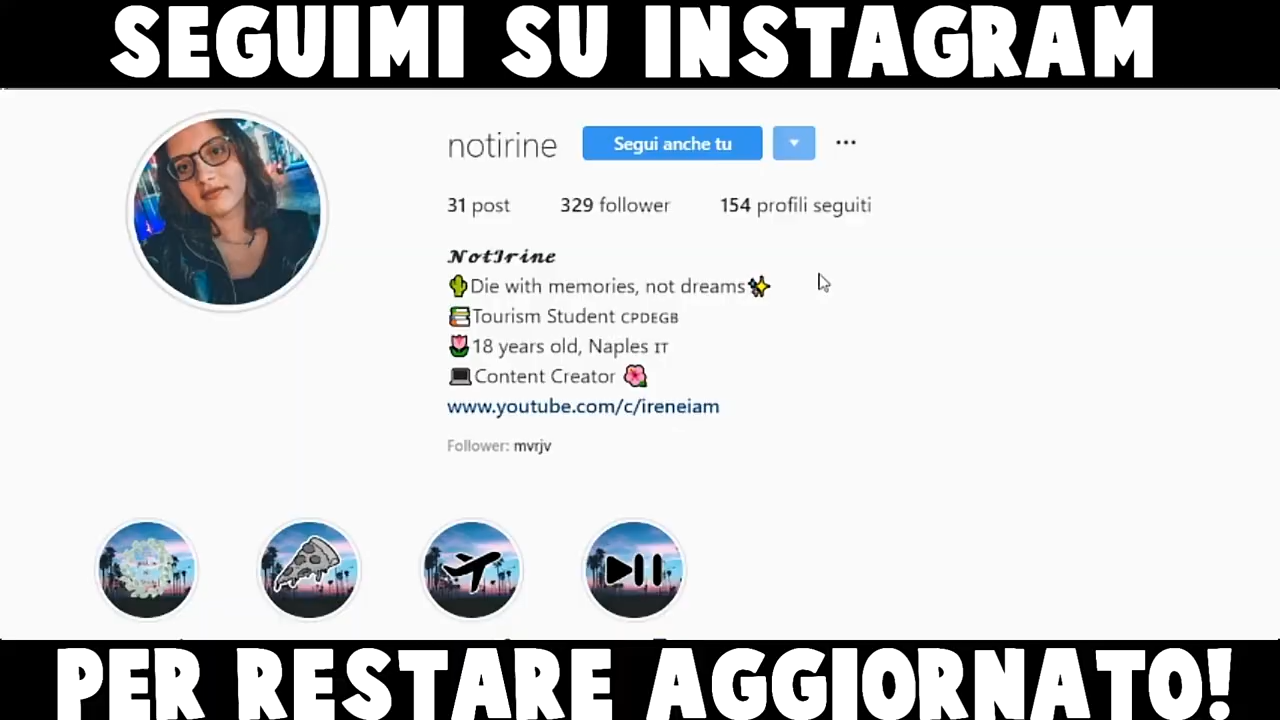 SEGUIMI SU INSTAGRAM
notirine
Segui anche tu
31 post 329 follower 154 profili seguiti
NotIrine
🌵Die with memories, not dreams✨
📚Tourism Student CPDEGB
🌷18 years old, Naples IT
💻Content Creator 🌺
www.youtube.com/c/ireneiam
Follower: mvrjv
PER RESTARE AGGIORNATO!